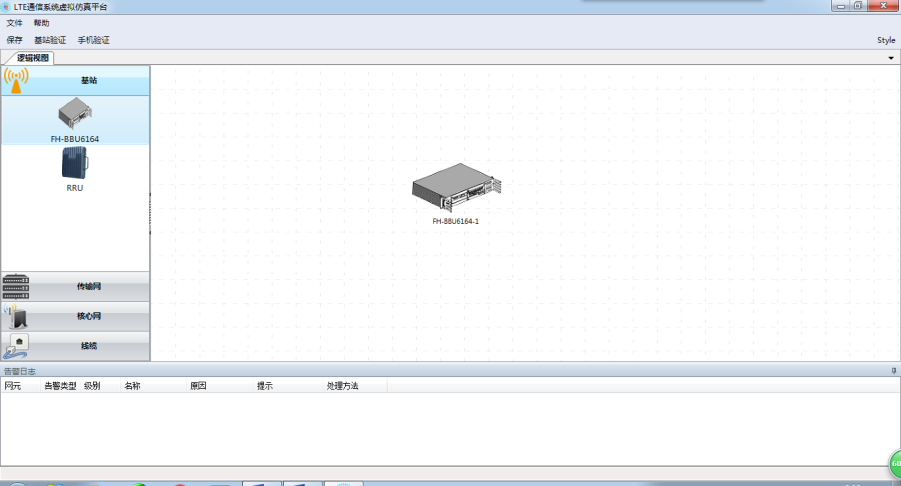 LTE通信系统虚拟仿真平台
文件 帮助
保存 基站验证 手机验证 Style
逻辑视图
基站
FH-BBU6164
RRU
FH-BBU6164-1
传输网
核心网
线缆
告警日志
网元 告警类型 级别 名称 原因 提示 处理方法